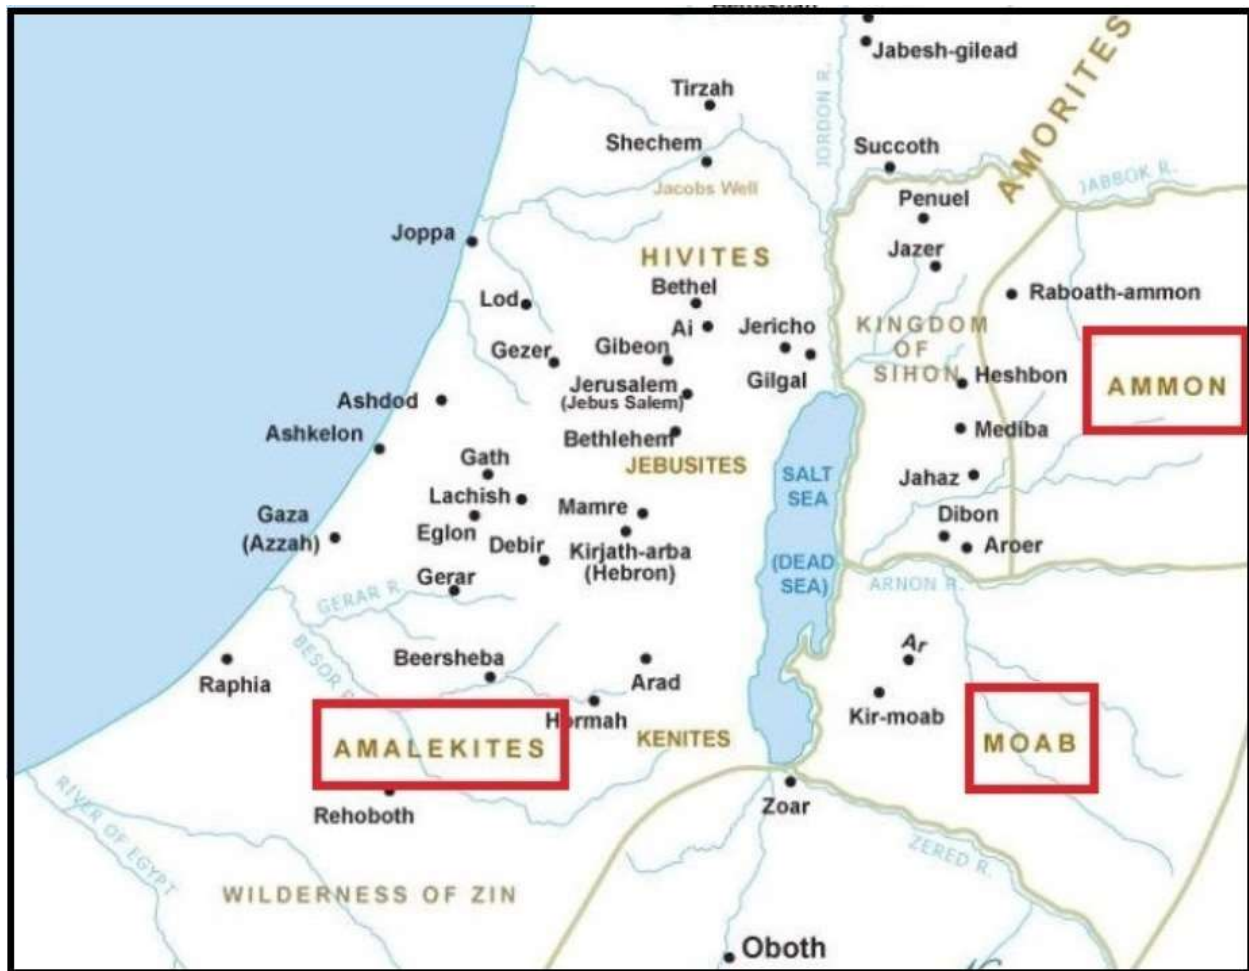 Jabesh-gilead
Tirzah
Shechem
Jacobs Well
JORDON R.
Succoth
AMORITES
JABBOK R.
Penuel
Joppa
HIVITES
Jazer
Bethel
Lod
Raboath-ammon
Ai
Jericho
KINGDOM
OF
SIHON
Gezer
Gibeon
Gilgal
Heshbon
AMMON
Jerusalem
(Jebus Salem)
Ashdod
Ashkelon
Bethlehem
Mediba
JEBUSITES
Gath
SALT
SEA
Jahaz
Lachish
Mamre
Gaza
(Azzah)
Eglon
Debir
Kirjath-arba
(Hebron)
Dibon
Aroer
(DEAD
SEA)
Gerar
GERAR R.
ARNON R.
BESOR R.
Ar
Beersheba
Raphia
Arad
Kir-moab
Hormah
AMALEKITES
KENITES
MOAB
Rehoboth
Zoar
RIVER OF EGYPT
ZERED R.
WILDERNESS OF ZIN
Oboth